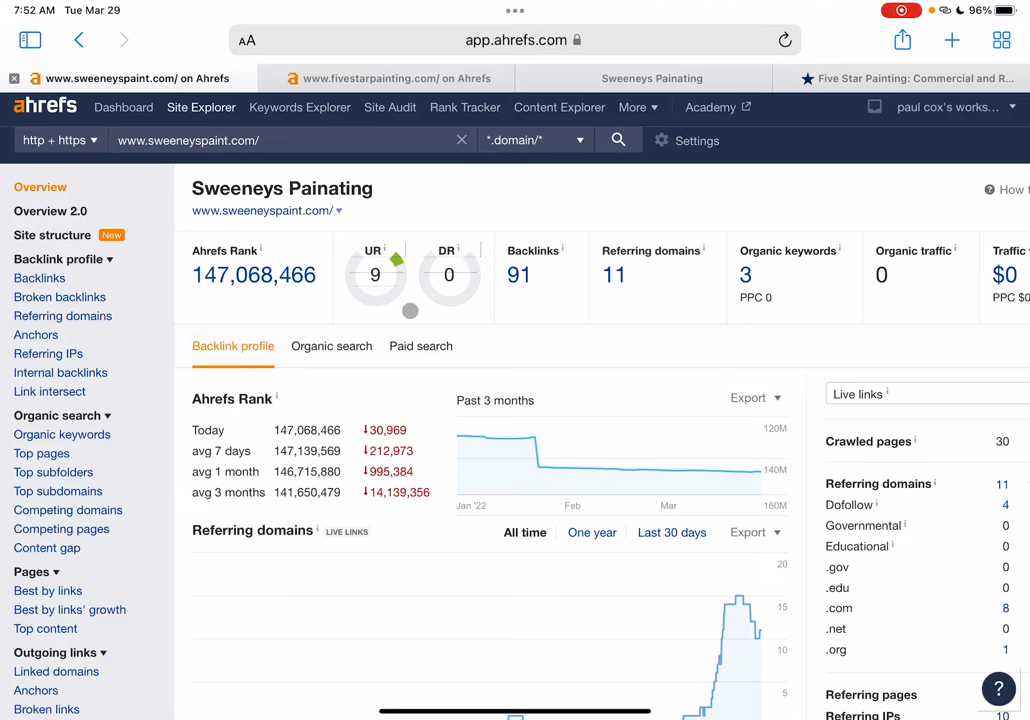 7:52 AM Tue Mar 29
96%
AA
app.ahrefs.com
www.sweeneyspaint.com/ on Ahrefs
www.fivestarpainting.com/ on Ahrefs
Sweeneys Painating
Five Star Painting: Commercial and R...
ahrefs
Dashboard
Site Explorer
Keywords Explorer
Site Audit
Rank Tracker
Content Explorer
More
Academy
paul cox's works...
http + https
www.sweeneyspaint.com/
*.domain/*
Settings
Overview
Overview 2.0
Site structure New
Backlink profile
Backlinks
Broken backlinks
Referring domains
Anchors
Referring IPs
Internal backlinks
Link intersect
Organic search
Organic keywords
Top pages
Top subfolders
Top subdomains
Competing domains
Competing pages
Content gap
Pages
Best by links
Best by links' growth
Top content
Outgoing links
Linked domains
Anchors
Broken links
Sweeneys Painating
How t
www.sweeneyspaint.com/
Ahrefs Rank
147,068,466
UR
9
DR
0
Backlinks
91
Referring domains
11
Organic keywords
3
PPC 0
Organic traffic
0
Traffic
$0
PPC $0
Backlink profile
Organic search
Paid search
Ahrefs Rank
Today 147,068,466 30,969
avg 7 days 147,139,569 212,973
avg 1 month 146,715,880 995,384
avg 3 months 141,650,479 14,139,356
Past 3 months
Export
120M
140M
160M
Jan '22 Feb Mar
Referring domains LIVE LINKS
All time
One year
Last 30 days
Export
20
15
10
5
Live links
Crawled pages 30
Referring domains 11
Dofollow 4
Governmental 0
Educational 0
.gov 0
.edu 0
.com 8
.net 0
.org 1
Referring pages
Referring IPs 10
?